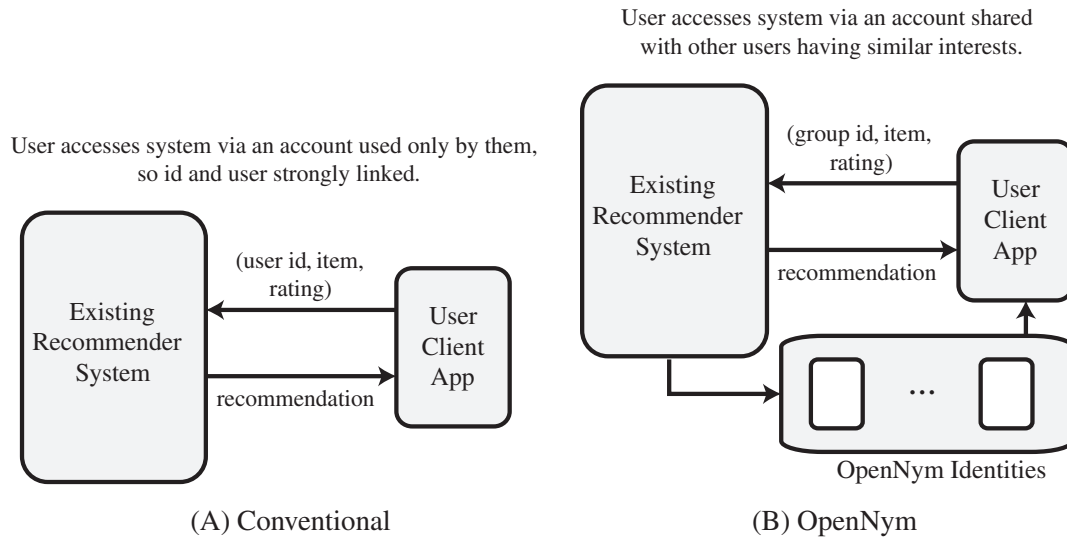 User accesses system via an account used only by them,
so id and user strongly linked.
Existing
Recommender
System
(user id, item,
rating)
recommendation
User
Client
App
(A) Conventional
User accesses system via an account shared
with other users having similar interests.
Existing
Recommender
System
(group id, item,
rating)
recommendation
User
Client
App
...
OpenNym Identities
(B) OpenNym